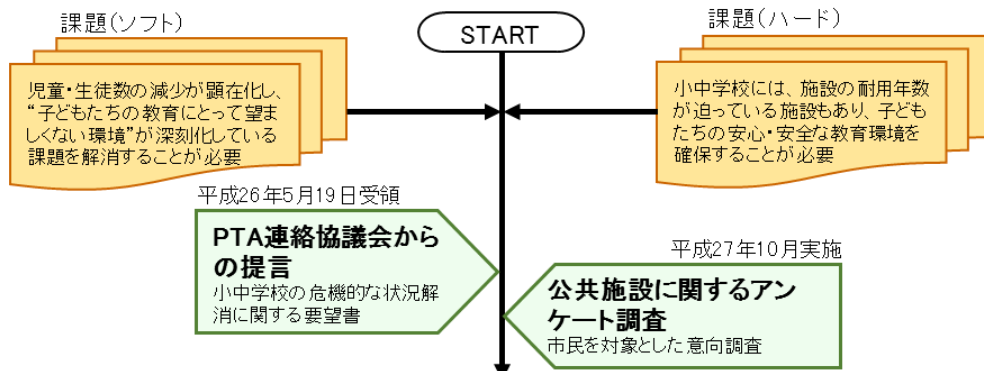 課題(ソフト)
START
課題(ハード)
児童・生徒数の減少が顕在化し、
“子どもたちの教育にとって望ま
しくない環境”が深刻化している
課題を解消することが必要
小中学校には、施設の耐用年数
が迫っている施設もあり、子ども
たちの安心・安全な教育環境を
確保することが必要
平成26年5月19日受領
PTA連絡協議会から
の提言
小中学校の危機的な状況解
消に関する要望書
平成27年10月実施
公共施設に関するアン
ケート調査
市民を対象とした意向調査